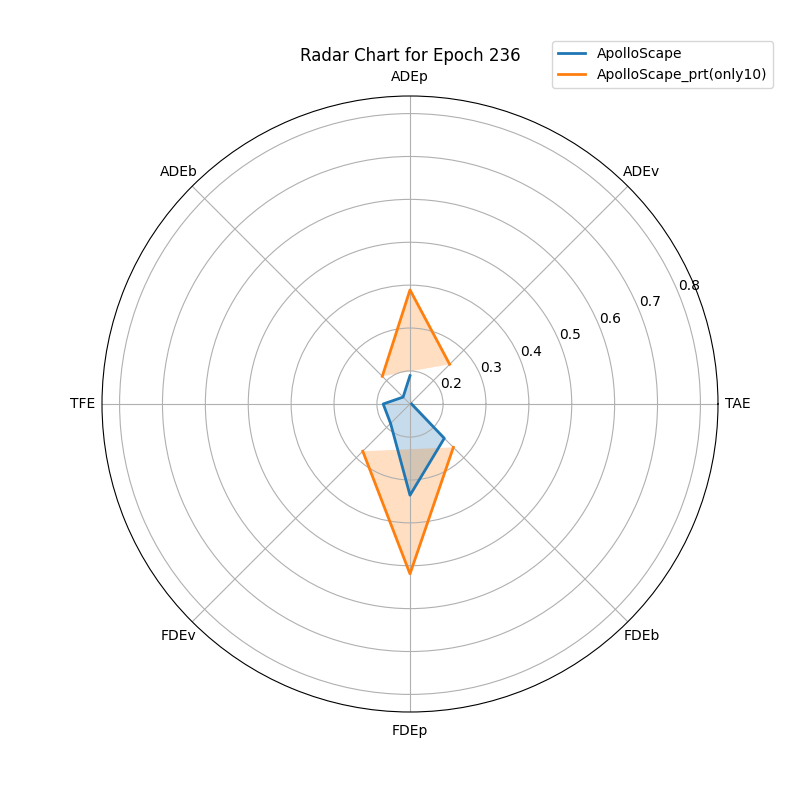 Radar Chart for Epoch 236
ApolloScape
ApolloScape_prt(only10)
ADEp
ADEb
ADEv
0.8
0.7
0.6
0.5
0.4
0.3
0.2
TFE
TAE
FDEv
FDEb
FDEp